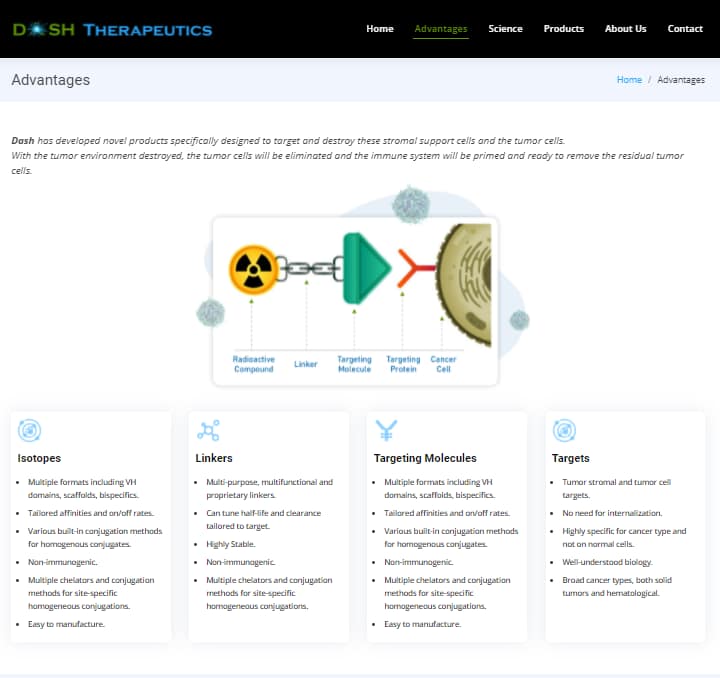 DASH THERAPEUTICS
Home Advantages Science Products About Us Contact
Advantages
Home / Advantages
Dash has developed novel products specifically designed to target and destroy these stromal support cells and the tumor cells.
With the tumor environment destroyed, the tumor cells will be eliminated and the immune system will be primed and ready to remove the residual tumor
cells.
Radioactive
Compound
Linker
Targeting
Molecule
Targeting
Protein
Cancer
Cell
Isotopes
• Multiple formats including VH
domains, scaffolds, bispecifics.
• Tailored affinities and on/off rates.
• Various built-in conjugation methods
for homogenous conjugates.
• Non-immunogenic.
• Multiple chelators and conjugation
methods for site-specific
homogeneous conjugations.
• Easy to manufacture.
Linkers
• Multi-purpose, multifunctional and
proprietary linkers.
• Can tune half-life and clearance
tailored to target.
• Highly Stable.
• Non-immunogenic.
• Multiple chelators and conjugation
methods for site-specific
homogeneous conjugations.
Targeting Molecules
• Multiple formats including VH
domains, scaffolds, bispecifics.
• Tailored affinities and on/off rates.
• Various built-in conjugation methods
for homogenous conjugates.
• Non-immunogenic.
• Multiple chelators and conjugation
methods for site-specific
homogeneous conjugations.
• Easy to manufacture.
Targets
• Tumor stromal and tumor cell
targets.
• No need for internalization.
• Highly specific for cancer type and
not on normal cells.
• Well-understood biology.
• Broad cancer types, both solid
tumors and hematological.